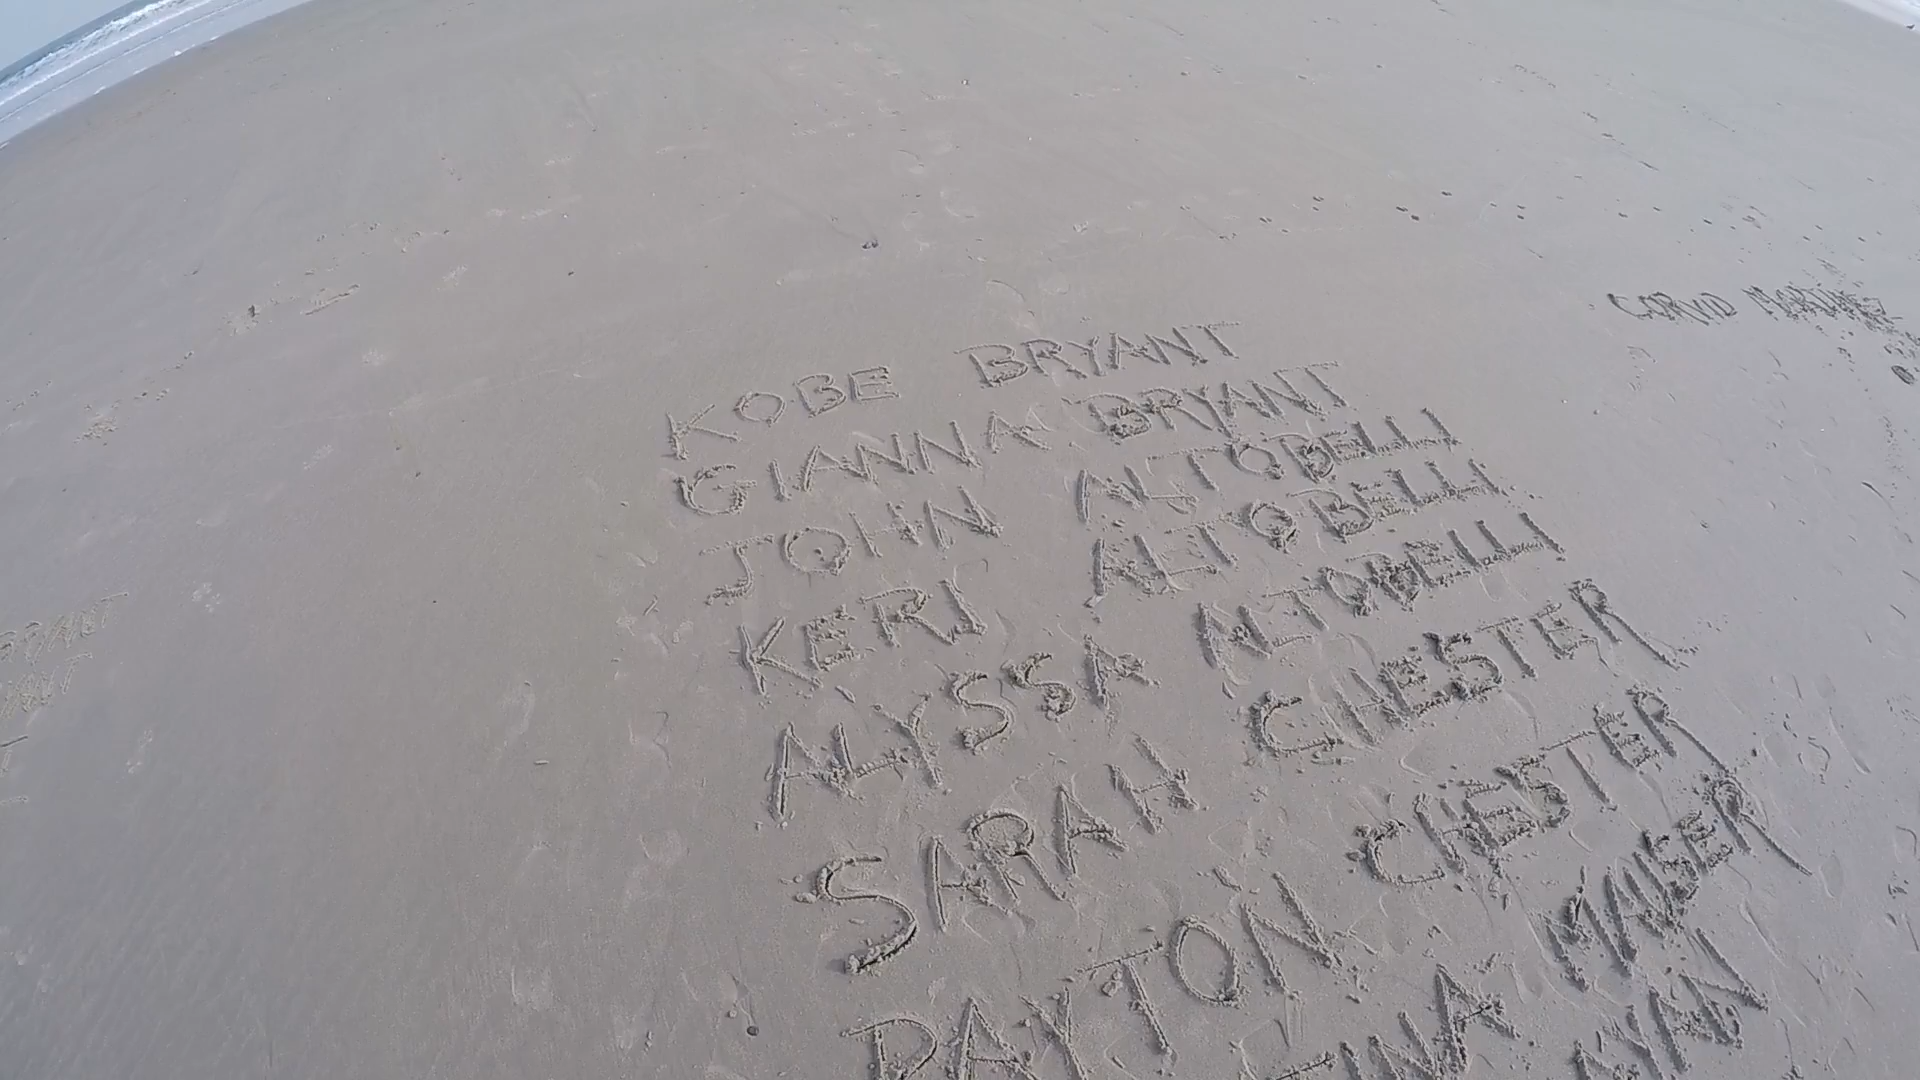 KOBE BRYANT
GIANNA BRYANT
JOHN ALTOBELLI
KERI ALTOBELLI
ALYSSA ALTOBELLI
SARAH CHESTER
PAYTON CHESTER
MAUSER